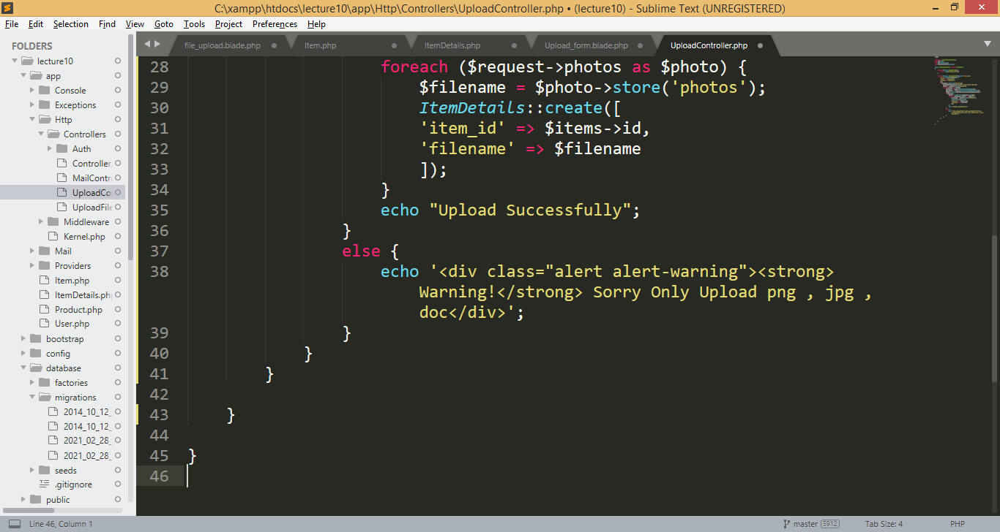 C:\xampp\htdocs\lecture10\app\Http\Controllers\UploadController.php • (lecture10) - Sublime Text (UNREGISTERED)
File Edit Selection Find View Goto Tools Project Preferences Help
FOLDERS
lecture10
app
Console
Exceptions
Http
Controllers
Auth
Controller.
MailContr
UploadCo
UploadFile
Middleware
Kernel.php
Mail
Providers
Item.php
ItemDetails.php
Product.php
User.php
bootstrap
config
database
factories
migrations
2014_10_12_
2014_10_12_
2021_02_28_
2021_02_28_
seeds
.gitignore
public
file_upload.blade.php Item.php ItemDetails.php Upload_form.blade.php UploadController.php
28 foreach ($request->photos as $photo) {
29 $filename = $photo->store('photos');
30 ItemDetails::create([
31 'item_id' => $items->id,
32 'filename' => $filename
33 ]);
34 }
35 echo "Upload Successfully";
36 }
37 else {
38 echo '<div class="alert alert-warning"><strong>
Warning!</strong> Sorry Only Upload png , jpg ,
doc</div>';
39 }
40 }
41 }
42
43 }
44
45 }
46
Line 46, Column 1 master 5912 Tab Size: 4 PHP